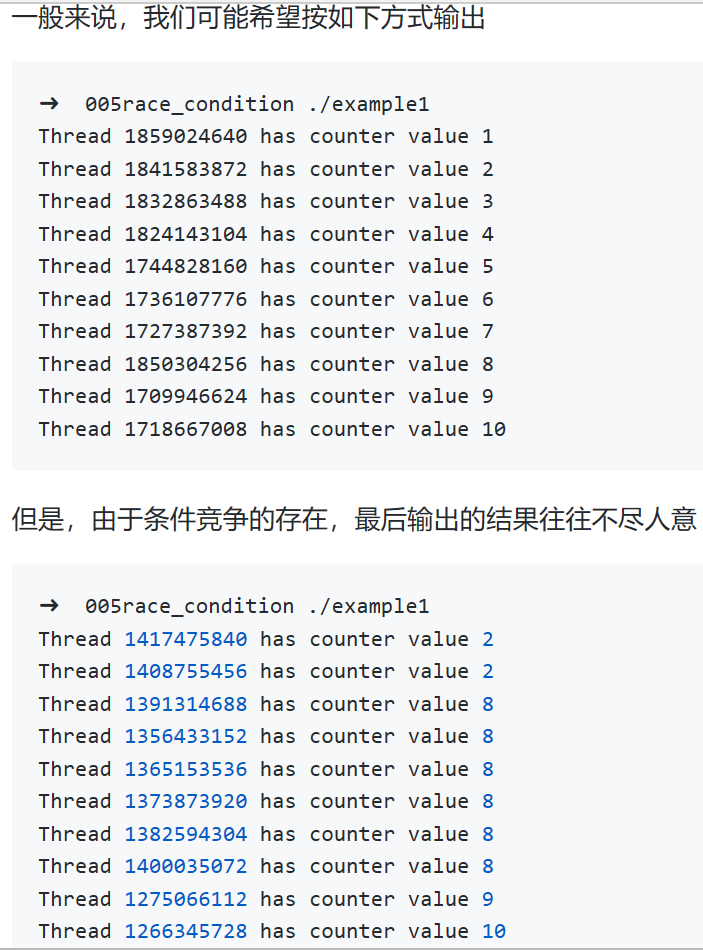 一般来说，我们可能希望按如下方式输出
➜  005race_condition ./example1
Thread 1859024640 has counter value 1
Thread 1841583872 has counter value 2
Thread 1832863488 has counter value 3
Thread 1824143104 has counter value 4
Thread 1744828160 has counter value 5
Thread 1736107776 has counter value 6
Thread 1727387392 has counter value 7
Thread 1850304256 has counter value 8
Thread 1709946624 has counter value 9
Thread 1718667008 has counter value 10
但是，由于条件竞争的存在，最后输出的结果往往不尽人意
➜  005race_condition ./example1
Thread 1417475840 has counter value 2
Thread 1408755456 has counter value 2
Thread 1391314688 has counter value 8
Thread 1356433152 has counter value 8
Thread 1365153536 has counter value 8
Thread 1373873920 has counter value 8
Thread 1382594304 has counter value 8
Thread 1400035072 has counter value 8
Thread 1275066112 has counter value 9
Thread 1266345728 has counter value 10